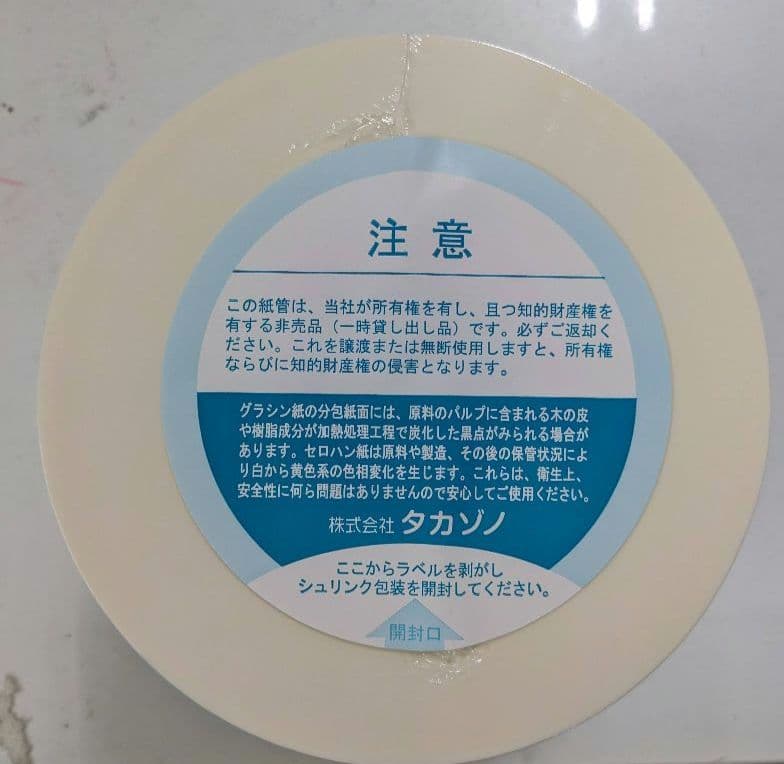 注意
この紙管は、当社が所有権を有し、且つ知的財産権を
有する非売品（一時貸し出し品）です。必ずご返却く
ださい。これを譲渡または無断使用しますと、所有権
ならびに知的財産権の侵害となります。
グラシン紙の分包紙面には、原料のパルプに含まれる木の皮
や樹脂成分が加熱処理工程で炭化した黒点がみられる場合が
あります。セロハン紙は原料や製造、その後の保管状況によ
り白から黄色系の色相変化を生じます。これらは、衛生上、
安全性に何ら問題はありませんので安心してご使用ください。
株式会社 タカゾノ
ここからラベルを剥がし
シュリンク包装を開封してください。
開封口